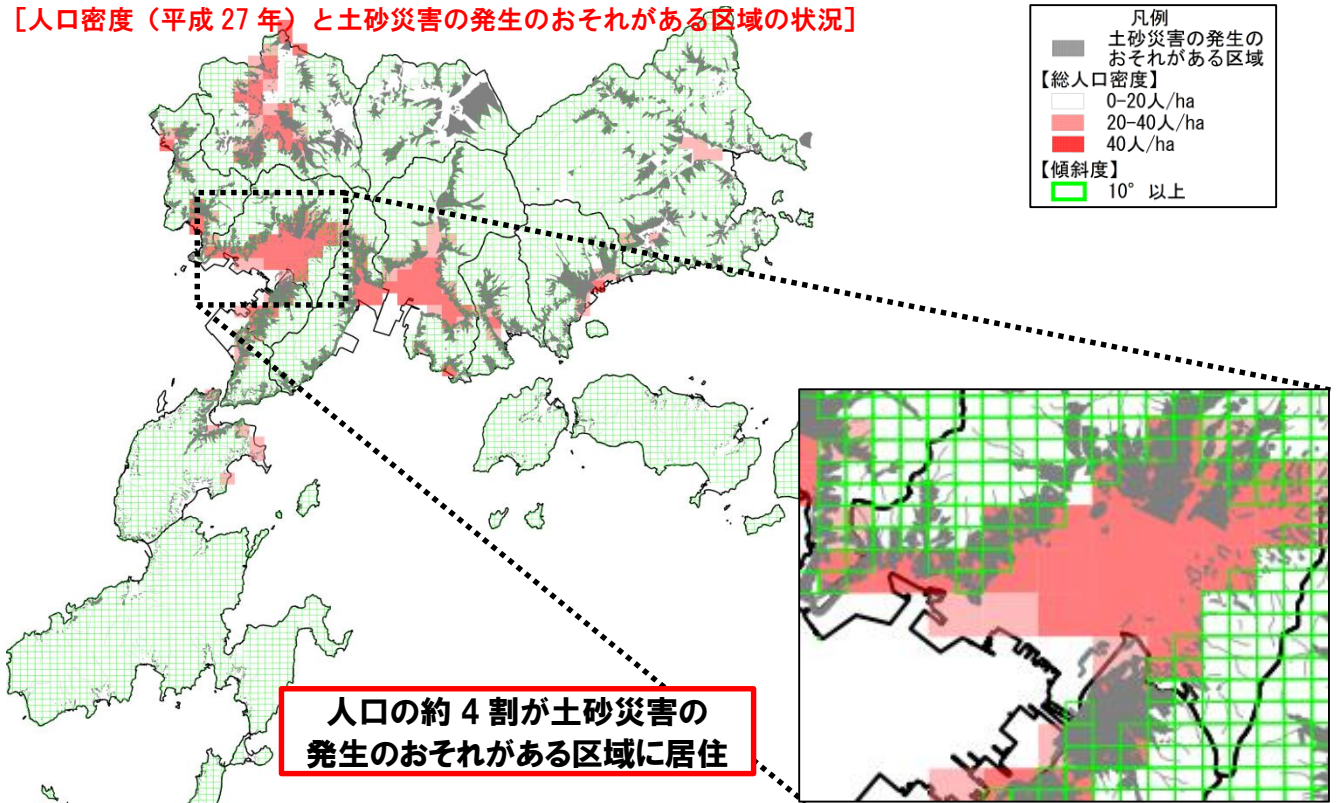 [人口密度（平成27年）と土砂災害の発生のおそれがある区域の状況]
凡例
土砂災害の発生の
おそれがある区域
【総人口密度】
0-20人/ha
20-40人/ha
40人/ha
【傾斜度】
10°以上
人口の約4割が土砂災害の
発生のおそれがある区域に居住